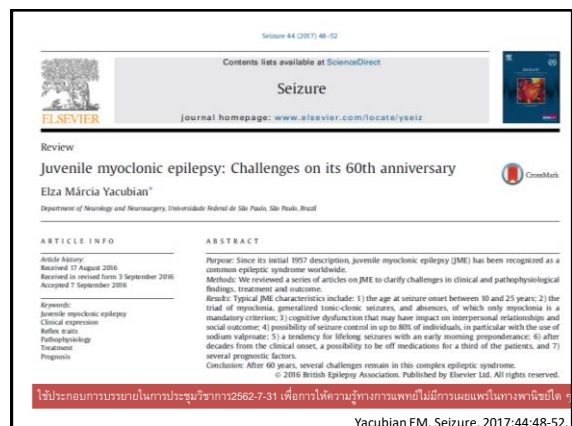 Seizure 44 (2017) 48–52
Contents lists available at ScienceDirect
Seizure
journal homepage: www.elsevier.com/locate/yseiz
ELSEVIER
Review
Juvenile myoclonic epilepsy: Challenges on its 60th anniversary
CrossMark
Elza Márcia Yacubian*
Department of Neurology and Neurosurgery, Universidade Federal de São Paulo, São Paulo, Brazil
ARTICLE INFO
Article history:
Received 17 August 2016
Received in revised form 3 September 2016
Accepted 7 September 2016
Keywords:
Juvenile myoclonic epilepsy
Clinical expression
Reflex traits
Pathophysiology
Treatment
Prognosis
ABSTRACT
Purpose: Since its initial 1957 description, juvenile myoclonic epilepsy (JME) has been recognized as a
common epileptic syndrome worldwide.
Methods: We reviewed a series of articles on JME to clarify challenges in clinical and pathophysiological
findings, treatment and outcome.
Results: Typical JME characteristics include: 1) the age at seizure onset between 10 and 25 years; 2) the
triad of myoclonic, generalized tonic-clonic seizures, and absences, of which only myoclonia is a
mandatory criterion; 3) cognitive dysfunction that may have impact on interpersonal relationships and
social outcome; 4) possibility of seizure control in up to 80% of individuals, in particular with the use of
sodium valproate; 5) a tendency for lifelong seizures with an early morning preponderance; 6) after
decades from the clinical onset, a possibility to be off medications for a third of the patients, and 7)
several prognostic factors.
Conclusion: After 60 years, several challenges still remain in this complex epileptic syndrome.
© 2016 British Epilepsy Association. Published by Elsevier Ltd. All rights reserved.
ใช้ประกอบการบรรยายในการประชุมวิชาการ2562-7-31 เพื่อการให้ความรู้ทางการแพทย์ไม่มีการเผยแพร่ในทางพานิชย์ใด ๆ
Yacubian EM. Seizure. 2017;44:48-52.